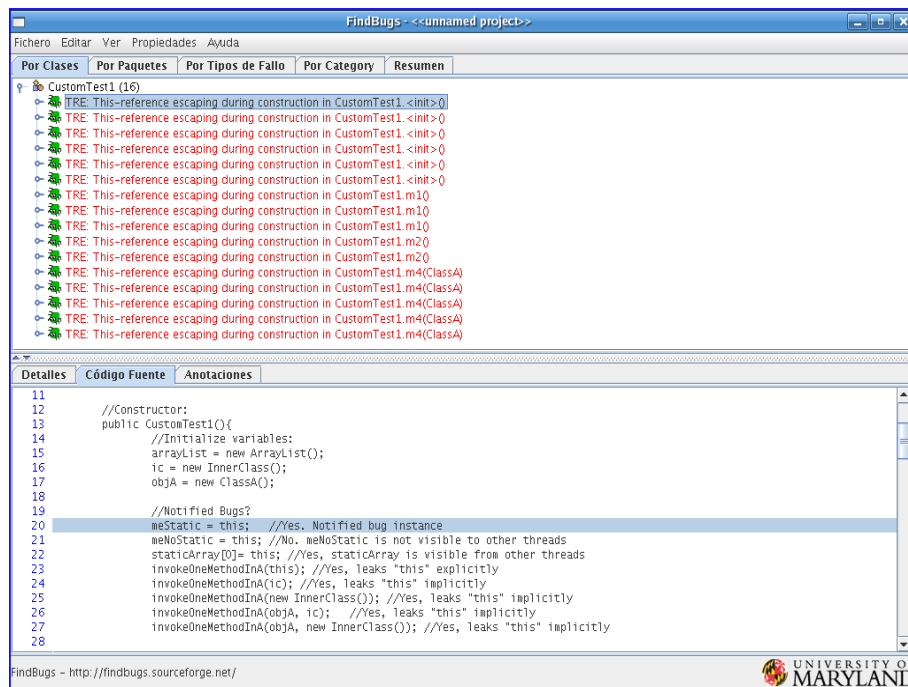 FindBugs - <<unnamed project>>
Fichero Editar Ver Propiedades Ayuda
Por Clases Por Paquetes Por Tipos de Fallo Por Category Resumen
CustomTest1 (16)
TRE: This-reference escaping during construction in CustomTest1.<init>()
TRE: This-reference escaping during construction in CustomTest1.<init>()
TRE: This-reference escaping during construction in CustomTest1.<init>()
TRE: This-reference escaping during construction in CustomTest1.<init>()
TRE: This-reference escaping during construction in CustomTest1.<init>()
TRE: This-reference escaping during construction in CustomTest1.<init>()
TRE: This-reference escaping during construction in CustomTest1.m1()
TRE: This-reference escaping during construction in CustomTest1.m1()
TRE: This-reference escaping during construction in CustomTest1.m1()
TRE: This-reference escaping during construction in CustomTest1.m2()
TRE: This-reference escaping during construction in CustomTest1.m2()
TRE: This-reference escaping during construction in CustomTest1.m4(ClassA)
TRE: This-reference escaping during construction in CustomTest1.m4(ClassA)
TRE: This-reference escaping during construction in CustomTest1.m4(ClassA)
TRE: This-reference escaping during construction in CustomTest1.m4(ClassA)
TRE: This-reference escaping during construction in CustomTest1.m4(ClassA)
Detalles Código Fuente Anotaciones
11
12 //Constructor:
13 public CustomTest1(){
14 //Initialize variables:
15 arrayList = new ArrayList();
16 ic = new InnerClass();
17 objA = new ClassA();
18
19 //Notified Bugs?
20 meStatic = this; //Yes. Notified bug instance
21 meNoStatic = this; //No. meNoStatic is not visible to other threads
22 staticArray[0]= this; //Yes, staticArray is visible from other threads
23 invokeOneMethodInA(this); //Yes, leaks "this" explicitly
24 invokeOneMethodInA(ic); //Yes, leaks "this" implicitly
25 invokeOneMethodInA(new InnerClass()); //Yes, leaks "this" implicitly
26 invokeOneMethodInA(objA, ic); //Yes, leaks "this" implicitly
27 invokeOneMethodInA(objA, new InnerClass()); //Yes, leaks "this" implicitly
28
FindBugs - http://findbugs.sourceforge.net/
UNIVERSITY O
MARYLAND